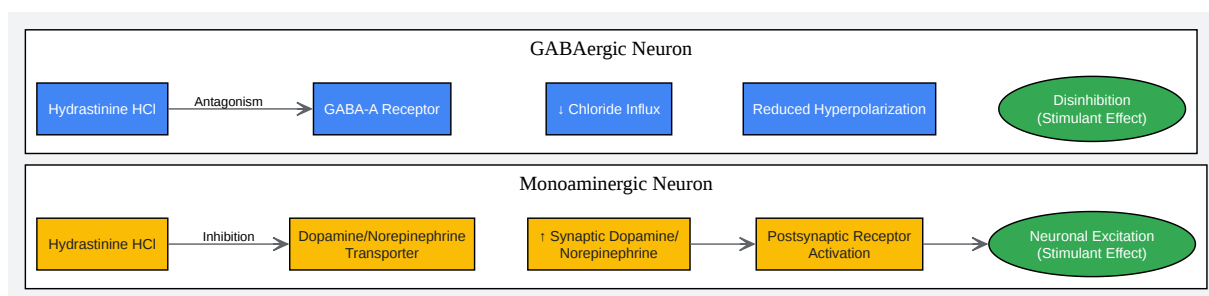 GABAergic Neuron
Hydrastinine HCl
Antagonism
GABA-A Receptor
↓ Chloride Influx
Reduced Hyperpolarization
Disinhibition
(Stimulant Effect)
Monoaminergic Neuron
Hydrastinine HCl
Inhibition
Dopamine/Norepinephrine
Transporter
↑ Synaptic Dopamine/
Norepinephrine
Postsynaptic Receptor
Activation
Neuronal Excitation
(Stimulant Effect)